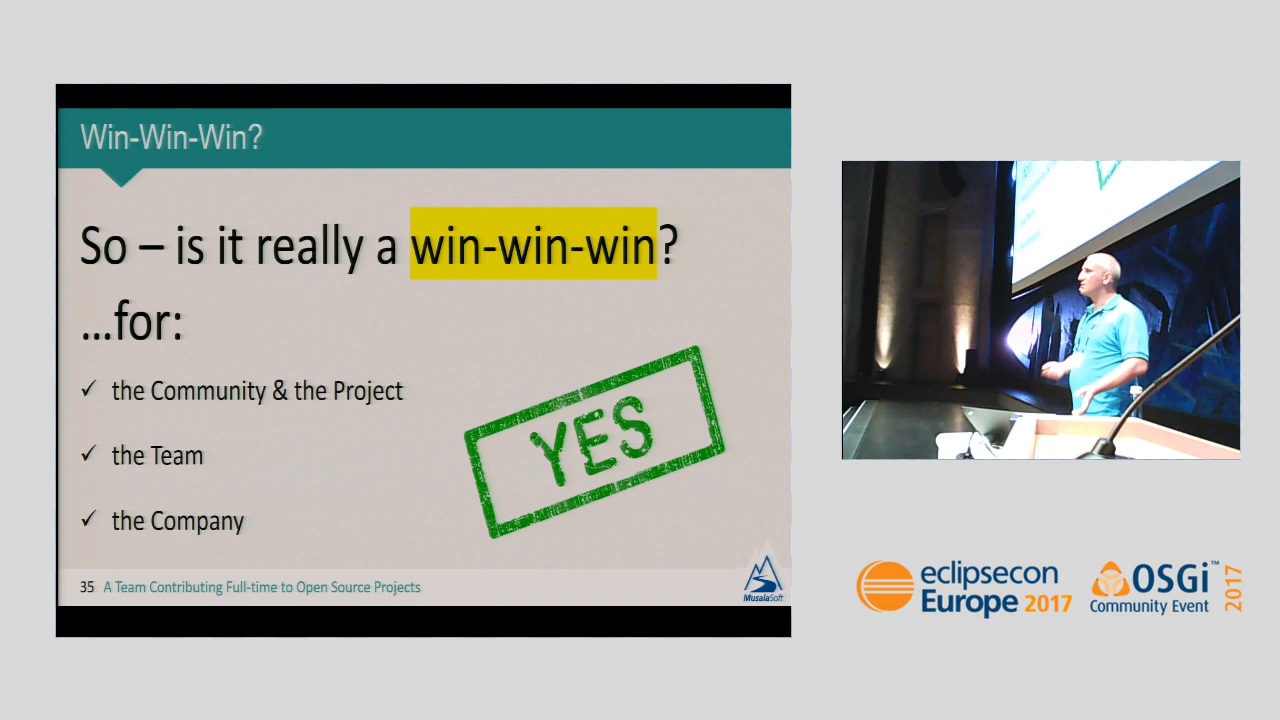 Win-Win-Win?
So – is it really a win-win-win?
...for:
✓ the Community & the Project
✓ the Team
✓ the Company
YES
35 A Team Contributing Full-time to Open Source Projects
MusalaSoft
eclipsecon
Europe 2017
OSGi™
Community Event
2017